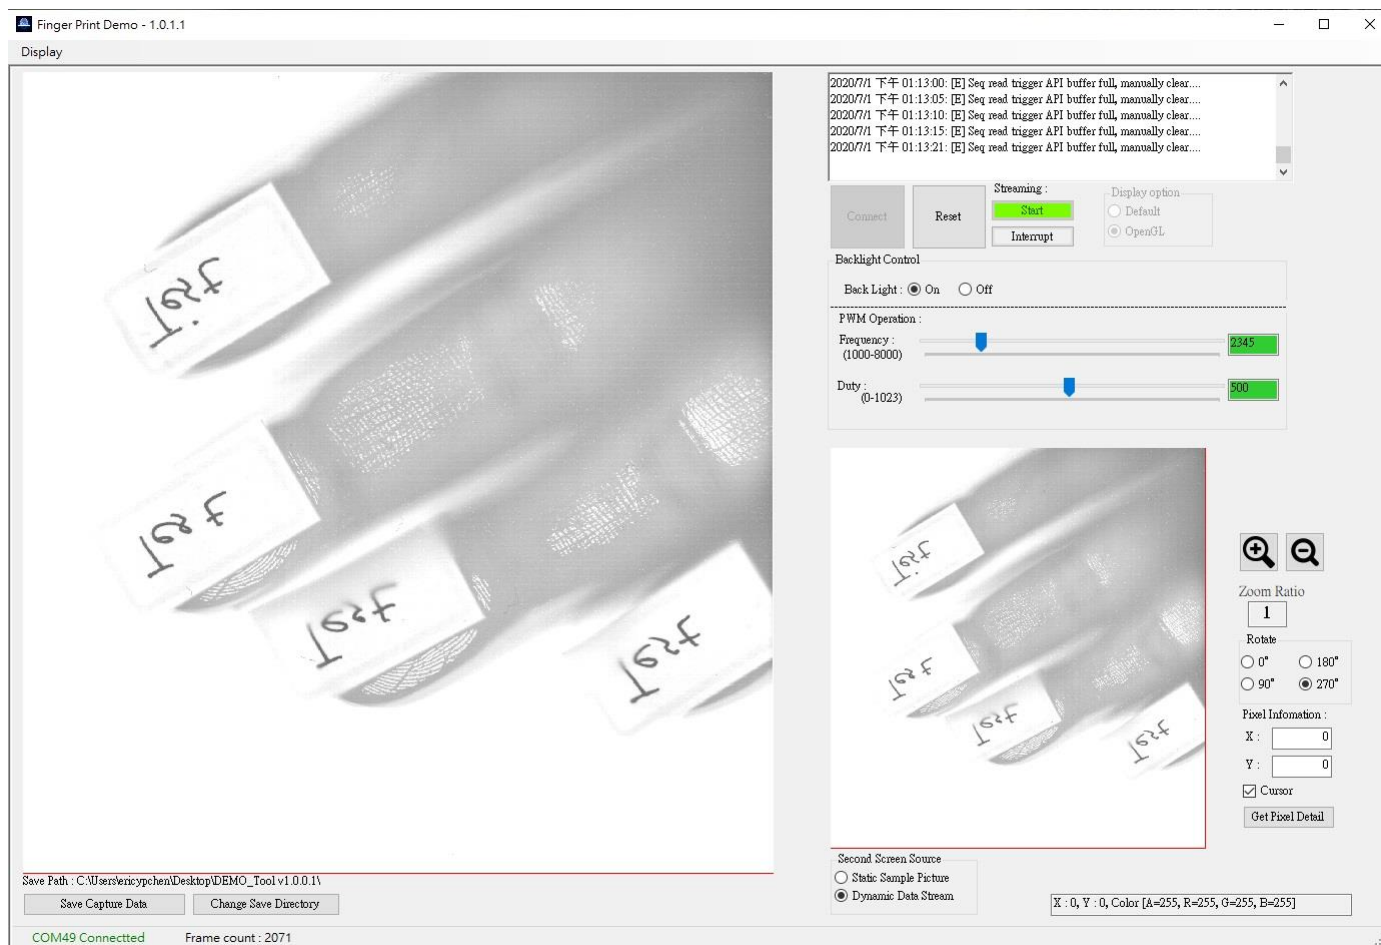 Finger Print Demo - 1.0.1.1
Display
2020/7/1 下午 01:13:00: [E] Seq read trigger API buffer full, manually clear....
2020/7/1 下午 01:13:05: [E] Seq read trigger API buffer full, manually clear....
2020/7/1 下午 01:13:10: [E] Seq read trigger API buffer full, manually clear....
2020/7/1 下午 01:13:15: [E] Seq read trigger API buffer full, manually clear....
2020/7/1 下午 01:13:21: [E] Seq read trigger API buffer full, manually clear....
Connect
Reset
Streaming :
Start
Interrupt
Display option
Default
OpenGL
Backlight Control
Back Light : On Off
PWM Operation :
Frequency :
(1000-8000)
2345
Duty :
(0-1023)
500
Test
Test
Test
Test
Test
Test
Test
Test
Zoom Ratio
1
Rotate
0° 180°
90° 270°
Pixel Infomation :
X : 0
Y : 0
Cursor
Get Pixel Detail
Save Path : C:\Users\ericypchen\Desktop\DEMO_Tool v1.0.0.1\
Save Capture Data
Change Save Directory
Second Screen Source
Static Sample Picture
Dynamic Data Stream
X : 0, Y : 0, Color [A=255, R=255, G=255, B=255]
COM49 Connectted
Frame count : 2071